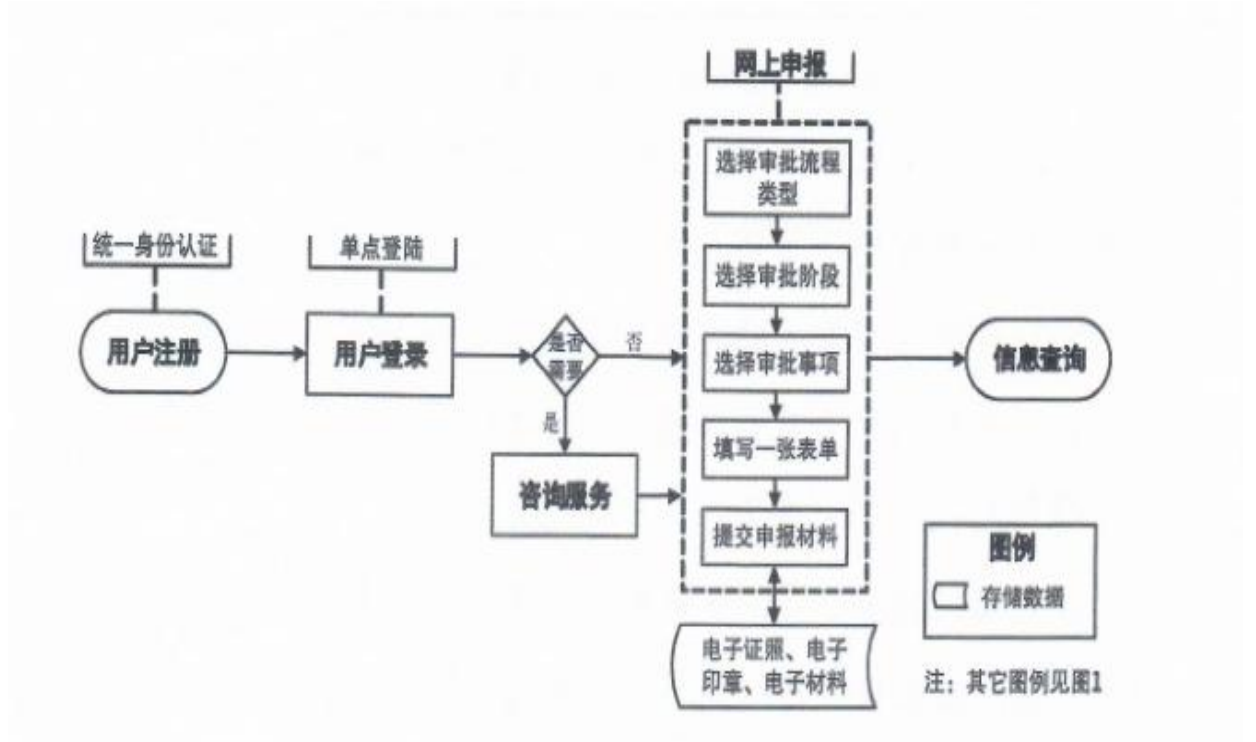 网上申报
选择审批流程
类型
统一身份认证
单点登陆
选择审批阶段
用户注册
用户登录
是否
需要
否
选择审批事项
信息查询
是
填写一张表单
咨询服务
提交申报材料
图例
存储数据
电子证照、电子
印章、电子材料
注：其它图例见图1